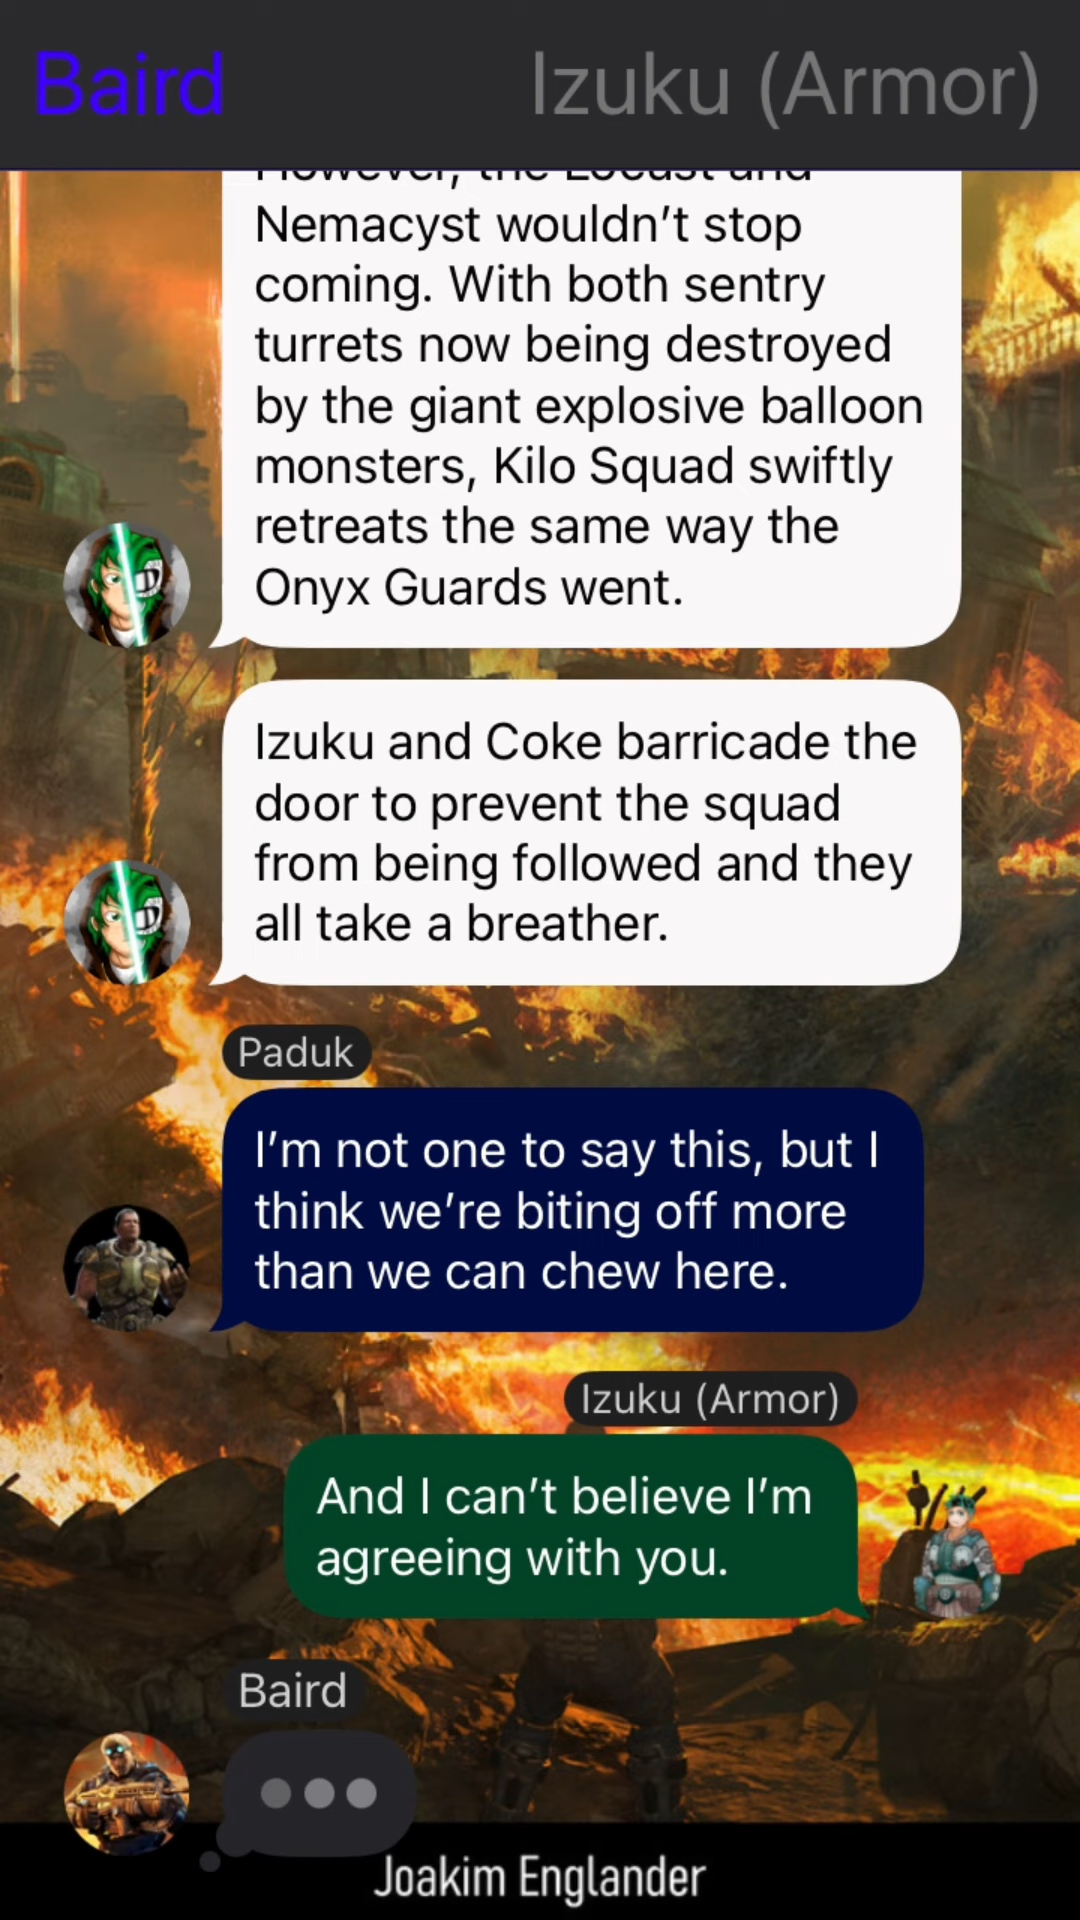 Baird
Izuku (Armor)
However, the Locust and
Nemacyst wouldn’t stop
coming. With both sentry
turrets now being destroyed
by the giant explosive balloon
monsters, Kilo Squad swiftly
retreats the same way the
Onyx Guards went.
Izuku and Coke barricade the
door to prevent the squad
from being followed and they
all take a breather.
Paduk
I’m not one to say this, but I
think we’re biting off more
than we can chew here.
Izuku (Armor)
And I can’t believe I’m
agreeing with you.
Baird
Joakim Englander